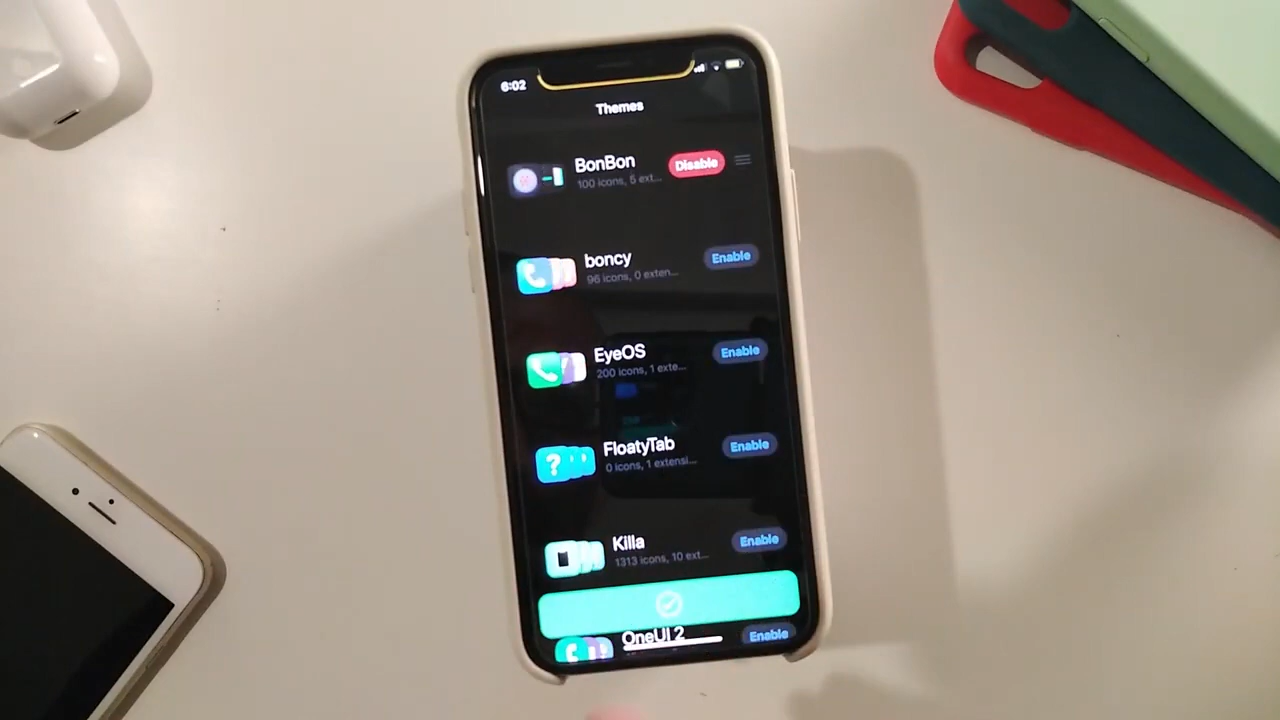 6:02
Themes
BonBon
100 icons, 5 ext...
Disable
boncy
96 icons, 0 exten...
Enable
EyeOS
200 icons, 1 exte...
Enable
FloatyTab
0 icons, 1 extensi...
Enable
?
Killa
1313 icons, 10 ext...
Enable
OneUI 2
Enable